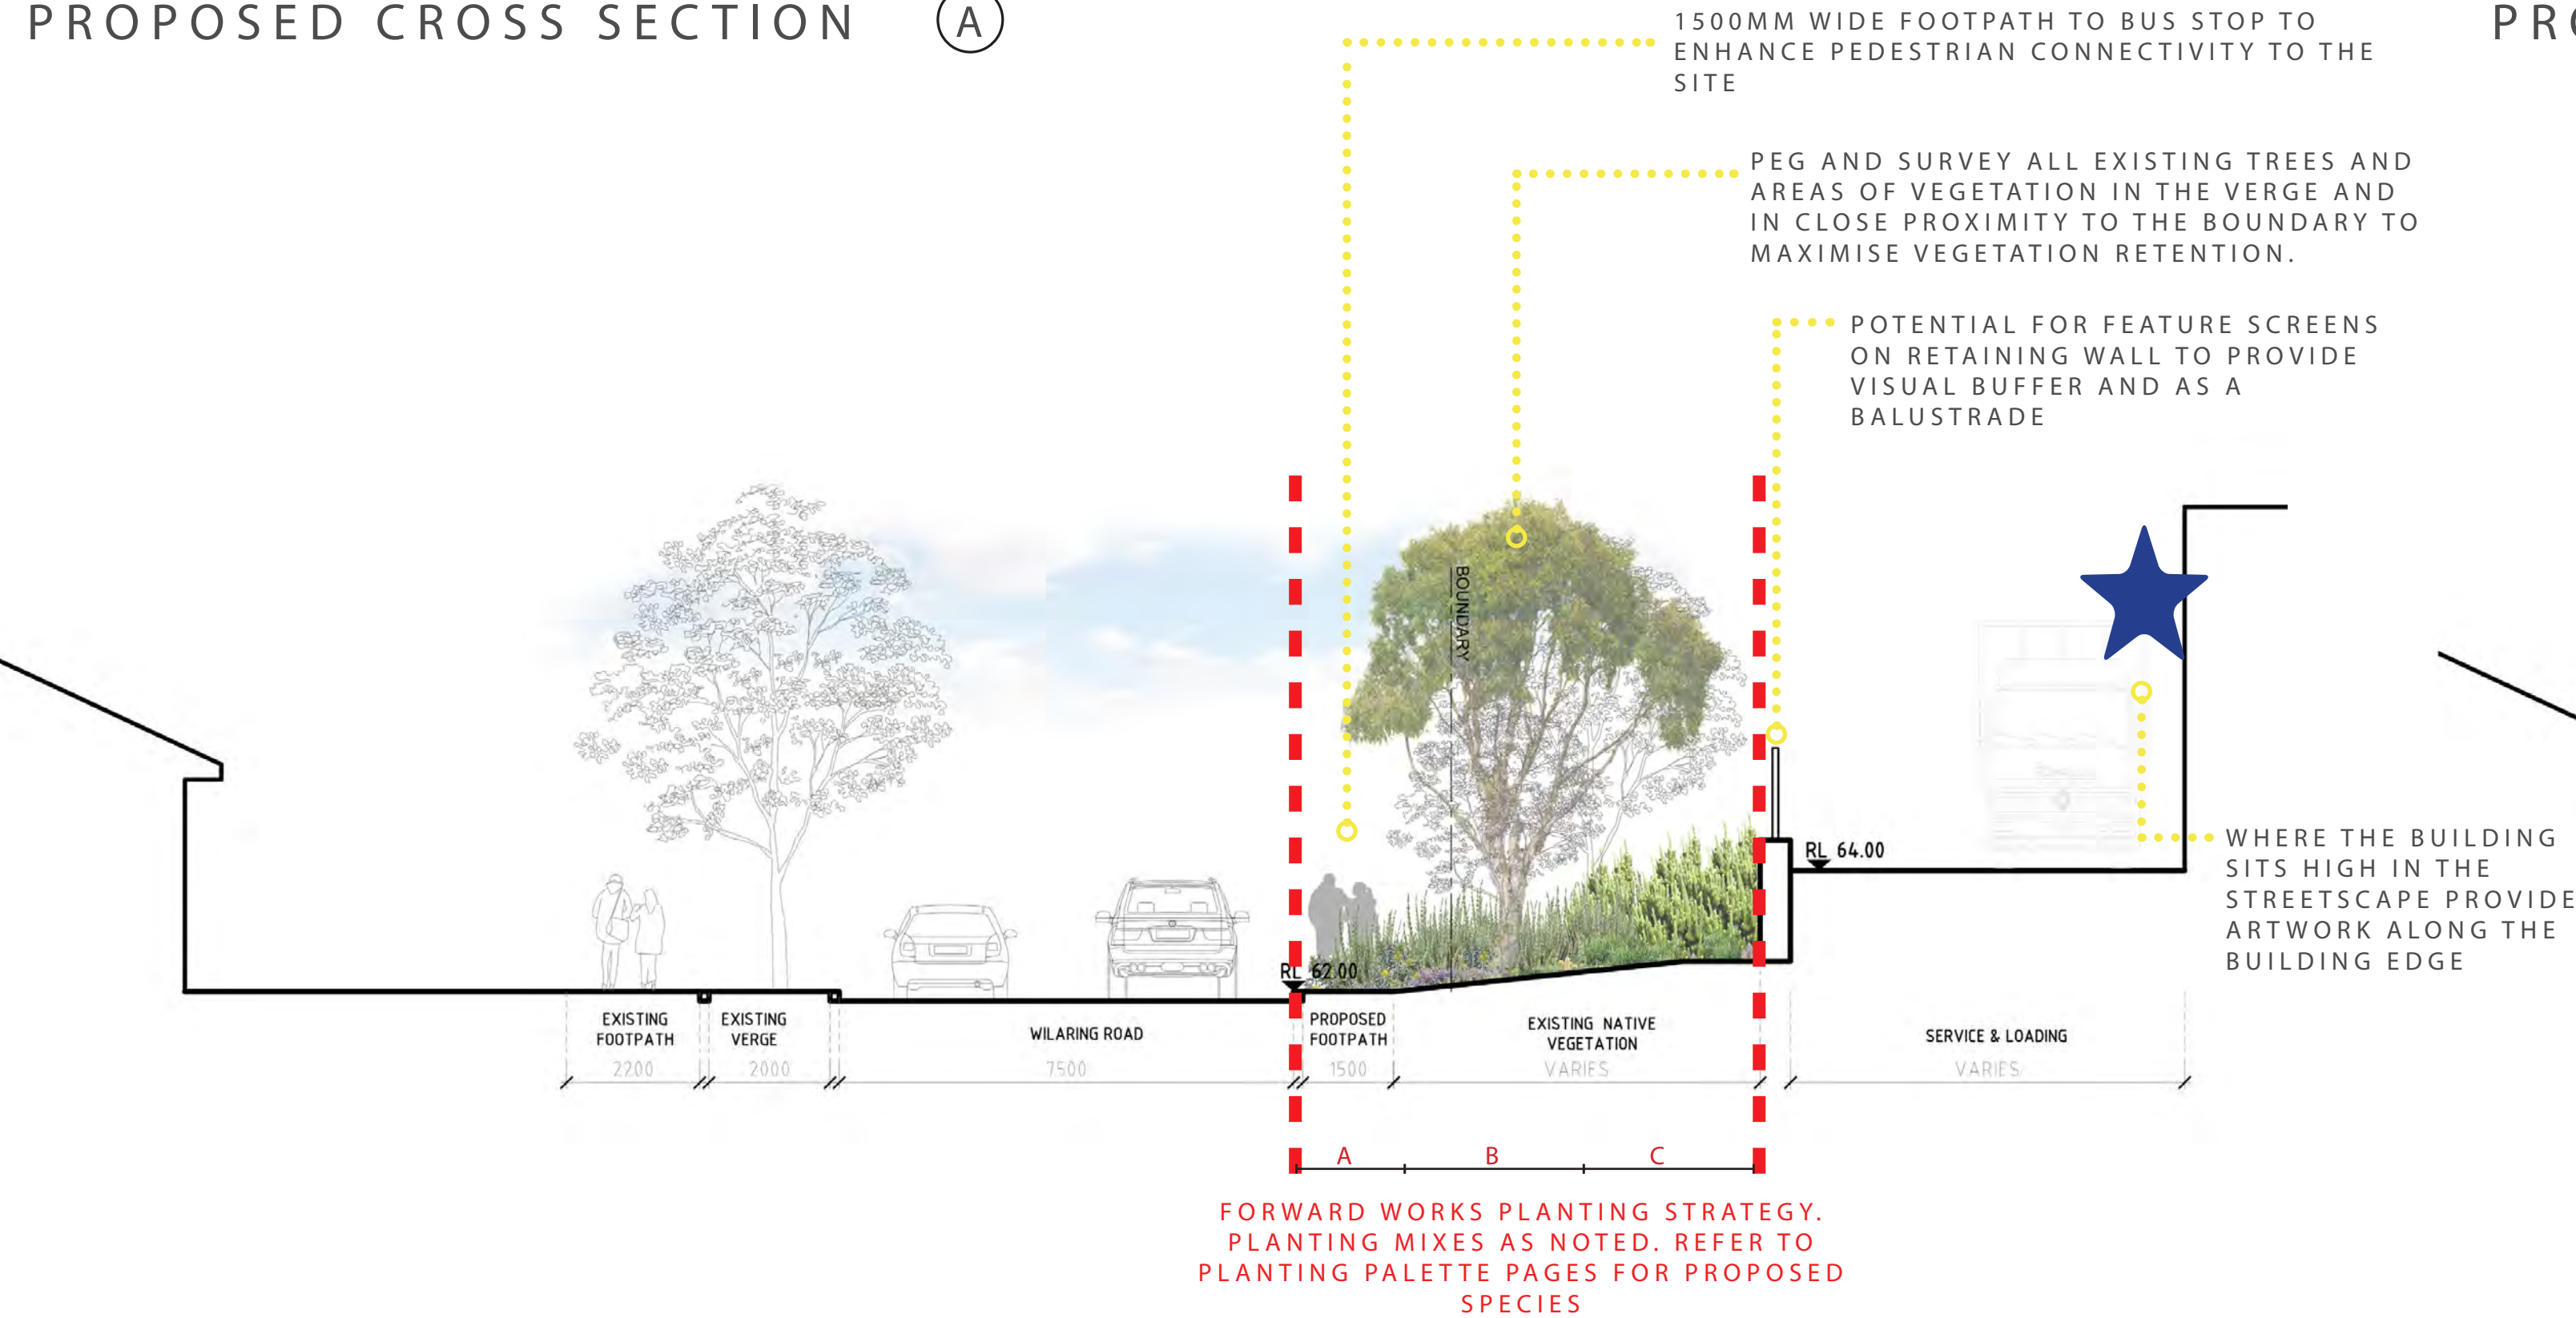 PROPOSED CROSS SECTION
A
PRO
1500MM WIDE FOOTPATH TO BUS STOP TO
ENHANCE PEDESTRIAN CONNECTIVITY TO THE
SITE
PEG AND SURVEY ALL EXISTING TREES AND
AREAS OF VEGETATION IN THE VERGE AND
IN CLOSE PROXIMITY TO THE BOUNDARY TO
MAXIMISE VEGETATION RETENTION.
POTENTIAL FOR FEATURE SCREENS
ON RETAINING WALL TO PROVIDE
VISUAL BUFFER AND AS A
BALUSTRADE
BOUNDARY
RL 64.00
WHERE THE BUILDING
SITS HIGH IN THE
STREETSCAPE PROVIDE
ARTWORK ALONG THE
BUILDING EDGE
RL 62.00
EXISTING
FOOTPATH
2200
EXISTING
VERGE
2000
WILARING ROAD
7500
PROPOSED
FOOTPATH
1500
EXISTING NATIVE
VEGETATION
VARIES
SERVICE & LOADING
VARIES
A
B
C
FORWARD WORKS PLANTING STRATEGY.
PLANTING MIXES AS NOTED. REFER TO
PLANTING PALETTE PAGES FOR PROPOSED
SPECIES